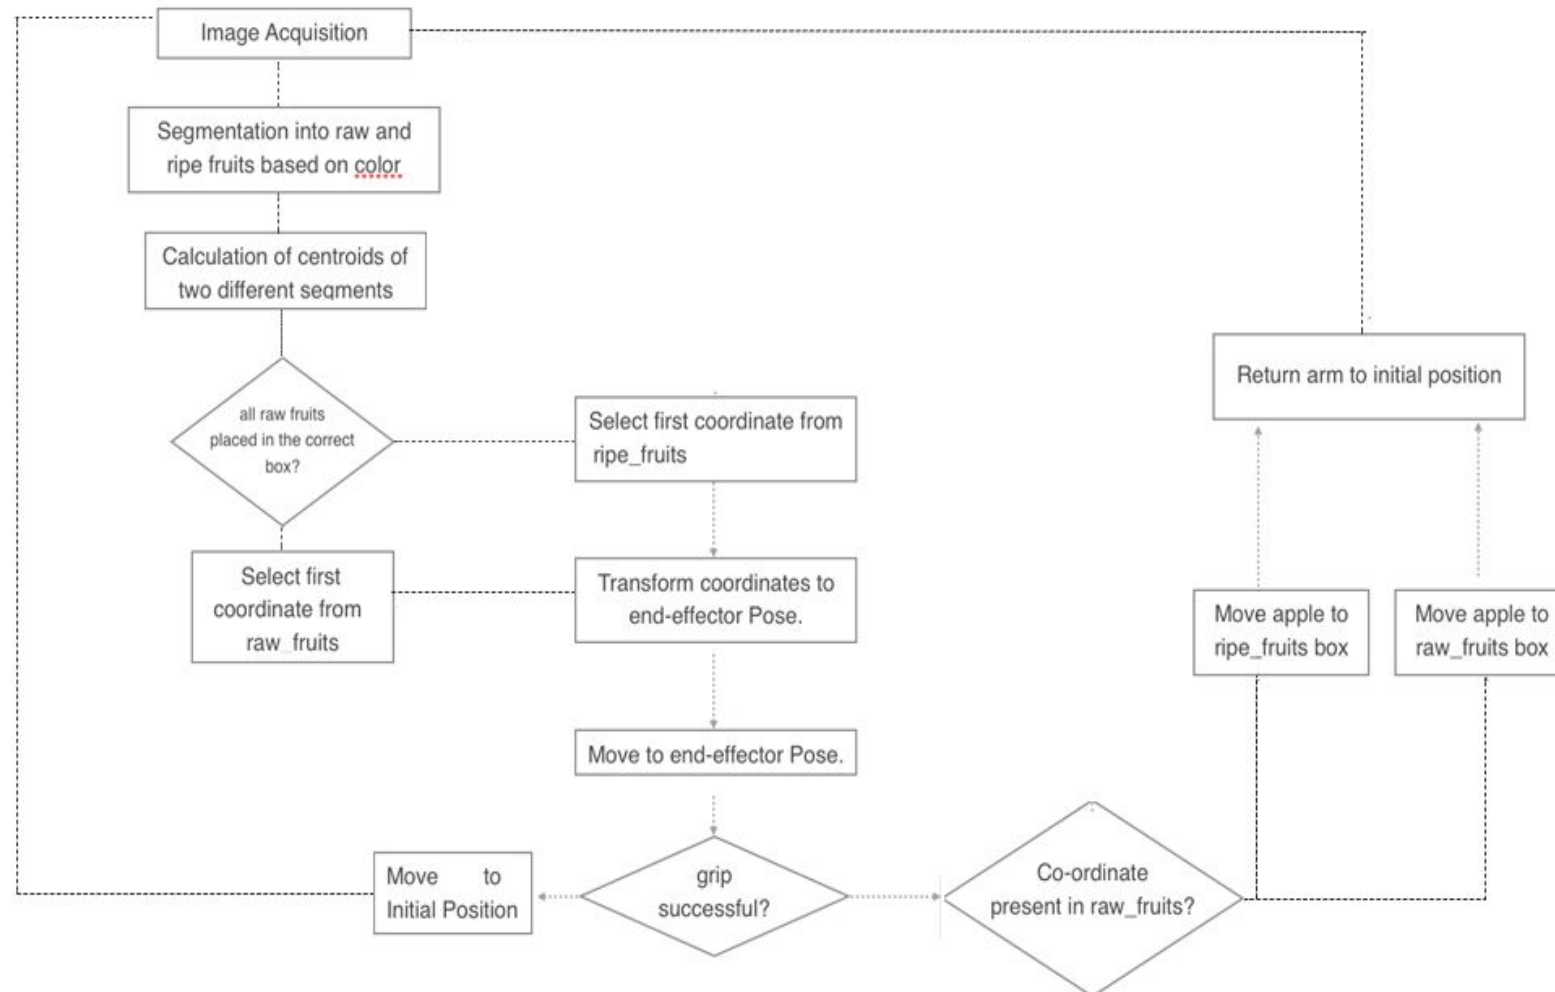 Image Acquisition
Segmentation into raw and
ripe fruits based on color
Calculation of centroids of
two different segments
all raw fruits
placed in the correct
box?
Select first coordinate from
ripe_fruits
Return arm to initial position
Select first
coordinate from
raw_fruits
Transform coordinates to
end-effector Pose.
Move apple to
ripe_fruits box
Move apple to
raw_fruits box
Move to end-effector Pose.
Move to
Initial Position
grip
successful?
Co-ordinate
present in raw_fruits?